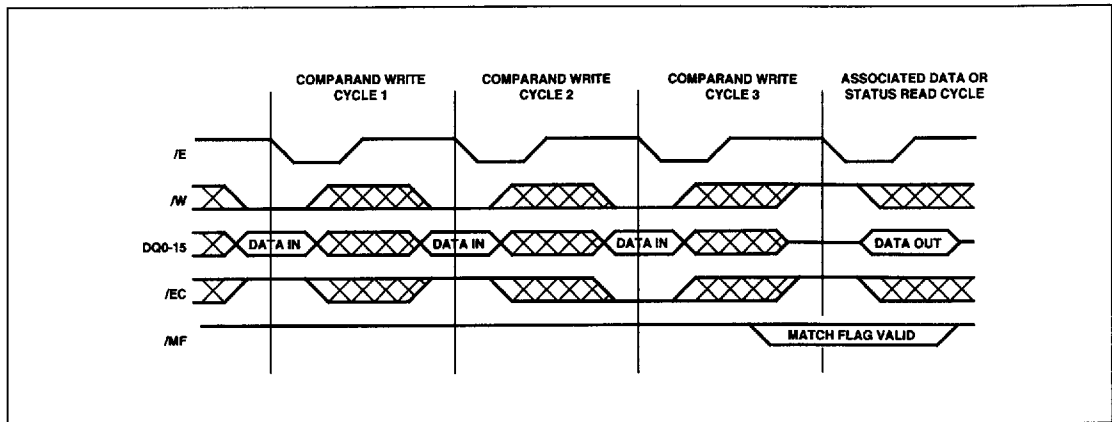 COMPARAND WRITE
CYCLE 1
COMPARAND WRITE
CYCLE 2
COMPARAND WRITE
CYCLE 3
ASSOCIATED DATA OR
STATUS READ CYCLE
/E
/W
DQ0-15
DATA IN
DATA IN
DATA IN
DATA OUT
/EC
/MF
MATCH FLAG VALID